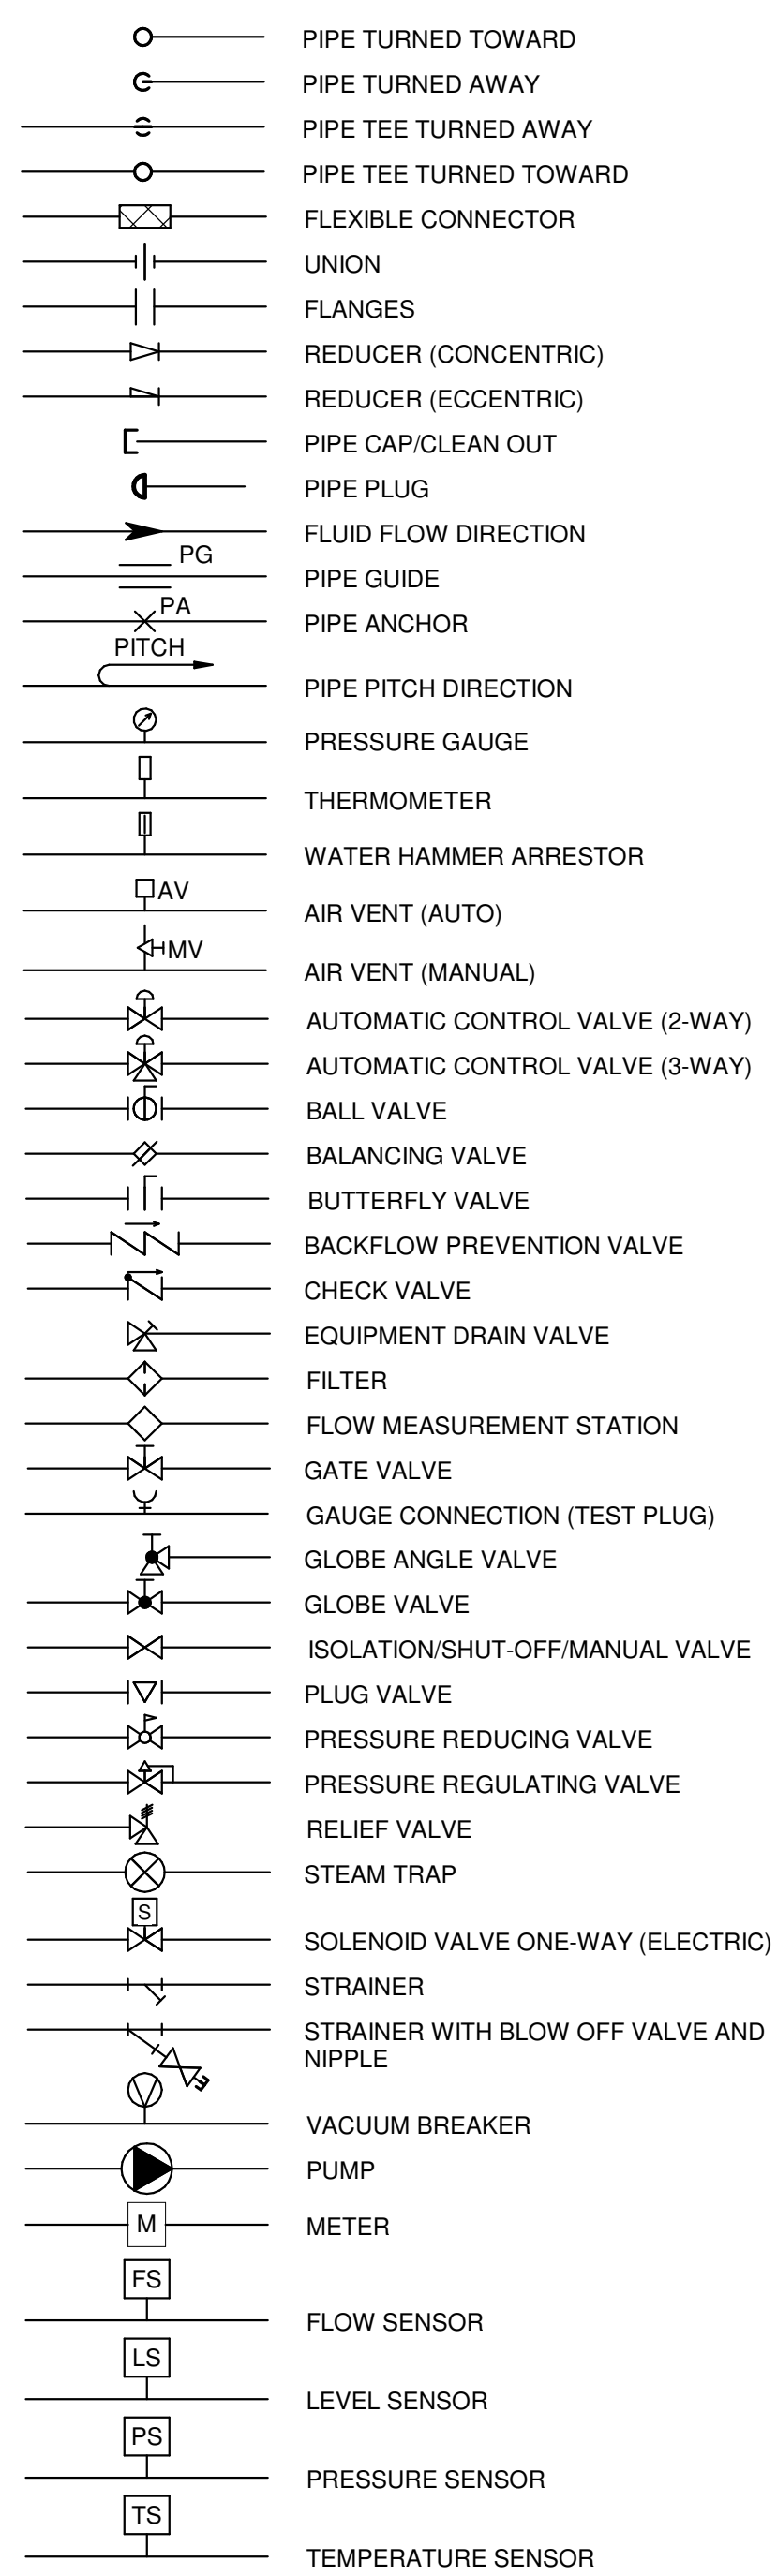 PIPE TURNED TOWARD
PIPE TURNED AWAY
PIPE TEE TURNED AWAY
PIPE TEE TURNED TOWARD
FLEXIBLE CONNECTOR
UNION
FLANGES
REDUCER (CONCENTRIC)
REDUCER (ECCENTRIC)
PIPE CAP/CLEAN OUT
PIPE PLUG
FLUID FLOW DIRECTION
PG
PIPE GUIDE
PA
PIPE ANCHOR
PITCH
PIPE PITCH DIRECTION
PRESSURE GAUGE
THERMOMETER
WATER HAMMER ARRESTOR
AV
AIR VENT (AUTO)
MV
AIR VENT (MANUAL)
AUTOMATIC CONTROL VALVE (2-WAY)
AUTOMATIC CONTROL VALVE (3-WAY)
BALL VALVE
BALANCING VALVE
BUTTERFLY VALVE
BACKFLOW PREVENTION VALVE
CHECK VALVE
EQUIPMENT DRAIN VALVE
FILTER
FLOW MEASUREMENT STATION
GATE VALVE
GAUGE CONNECTION (TEST PLUG)
GLOBE ANGLE VALVE
GLOBE VALVE
ISOLATION/SHUT-OFF/MANUAL VALVE
PLUG VALVE
PRESSURE REDUCING VALVE
PRESSURE REGULATING VALVE
RELIEF VALVE
STEAM TRAP
S
SOLENOID VALVE ONE-WAY (ELECTRIC)
STRAINER
STRAINER WITH BLOW OFF VALVE AND
NIPPLE
VACUUM BREAKER
PUMP
M
METER
FS
FLOW SENSOR
LS
LEVEL SENSOR
PS
PRESSURE SENSOR
TS
TEMPERATURE SENSOR